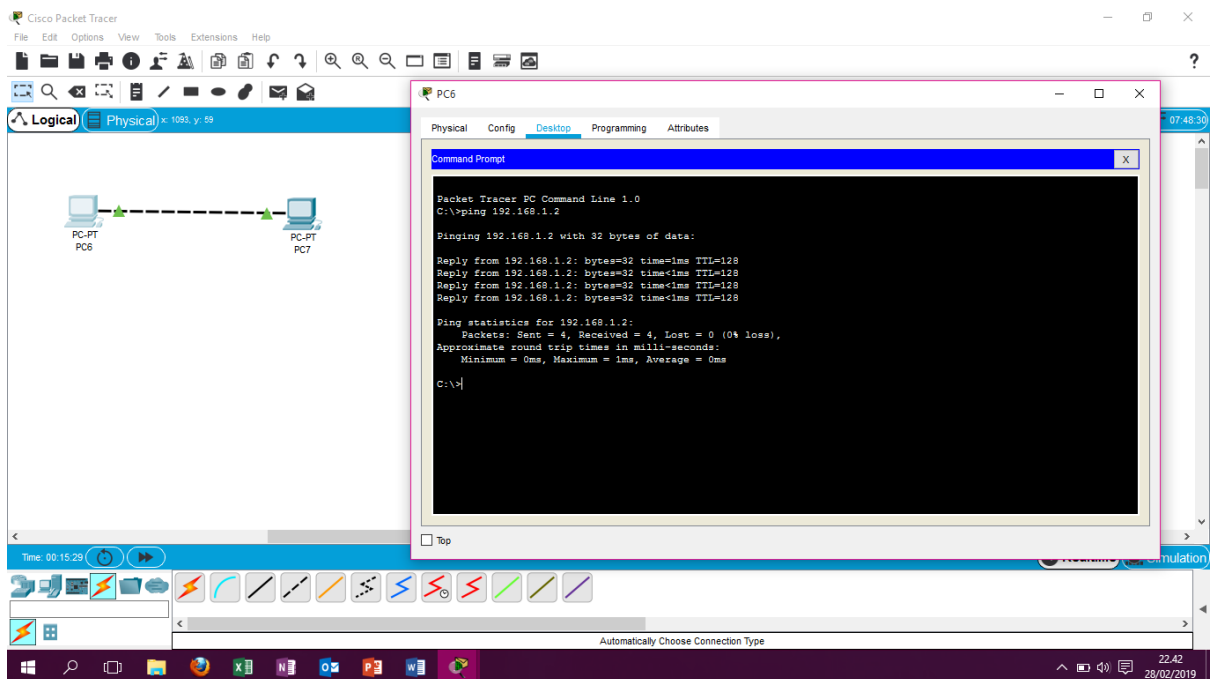 Cisco Packet Tracer
File Edit Options View Tools Extensions Help
?
Logical Physical x: 1093, y: 59
07:48:30
PC-PT
PC6
PC-PT
PC7
PC6
Physical Config Desktop Programming Attributes
Command Prompt
X
Packet Tracer PC Command Line 1.0
C:\>ping 192.168.1.2
Pinging 192.168.1.2 with 32 bytes of data:
Reply from 192.168.1.2: bytes=32 time=1ms TTL=128
Reply from 192.168.1.2: bytes=32 time<1ms TTL=128
Reply from 192.168.1.2: bytes=32 time<1ms TTL=128
Reply from 192.168.1.2: bytes=32 time<1ms TTL=128
Ping statistics for 192.168.1.2:
Packets: Sent = 4, Received = 4, Lost = 0 (0% loss),
Approximate round trip times in milli-seconds:
Minimum = 0ms, Maximum = 1ms, Average = 0ms
C:\>
Top
Time: 00:15:29
Automatically Choose Connection Type
22.42
28/02/2019